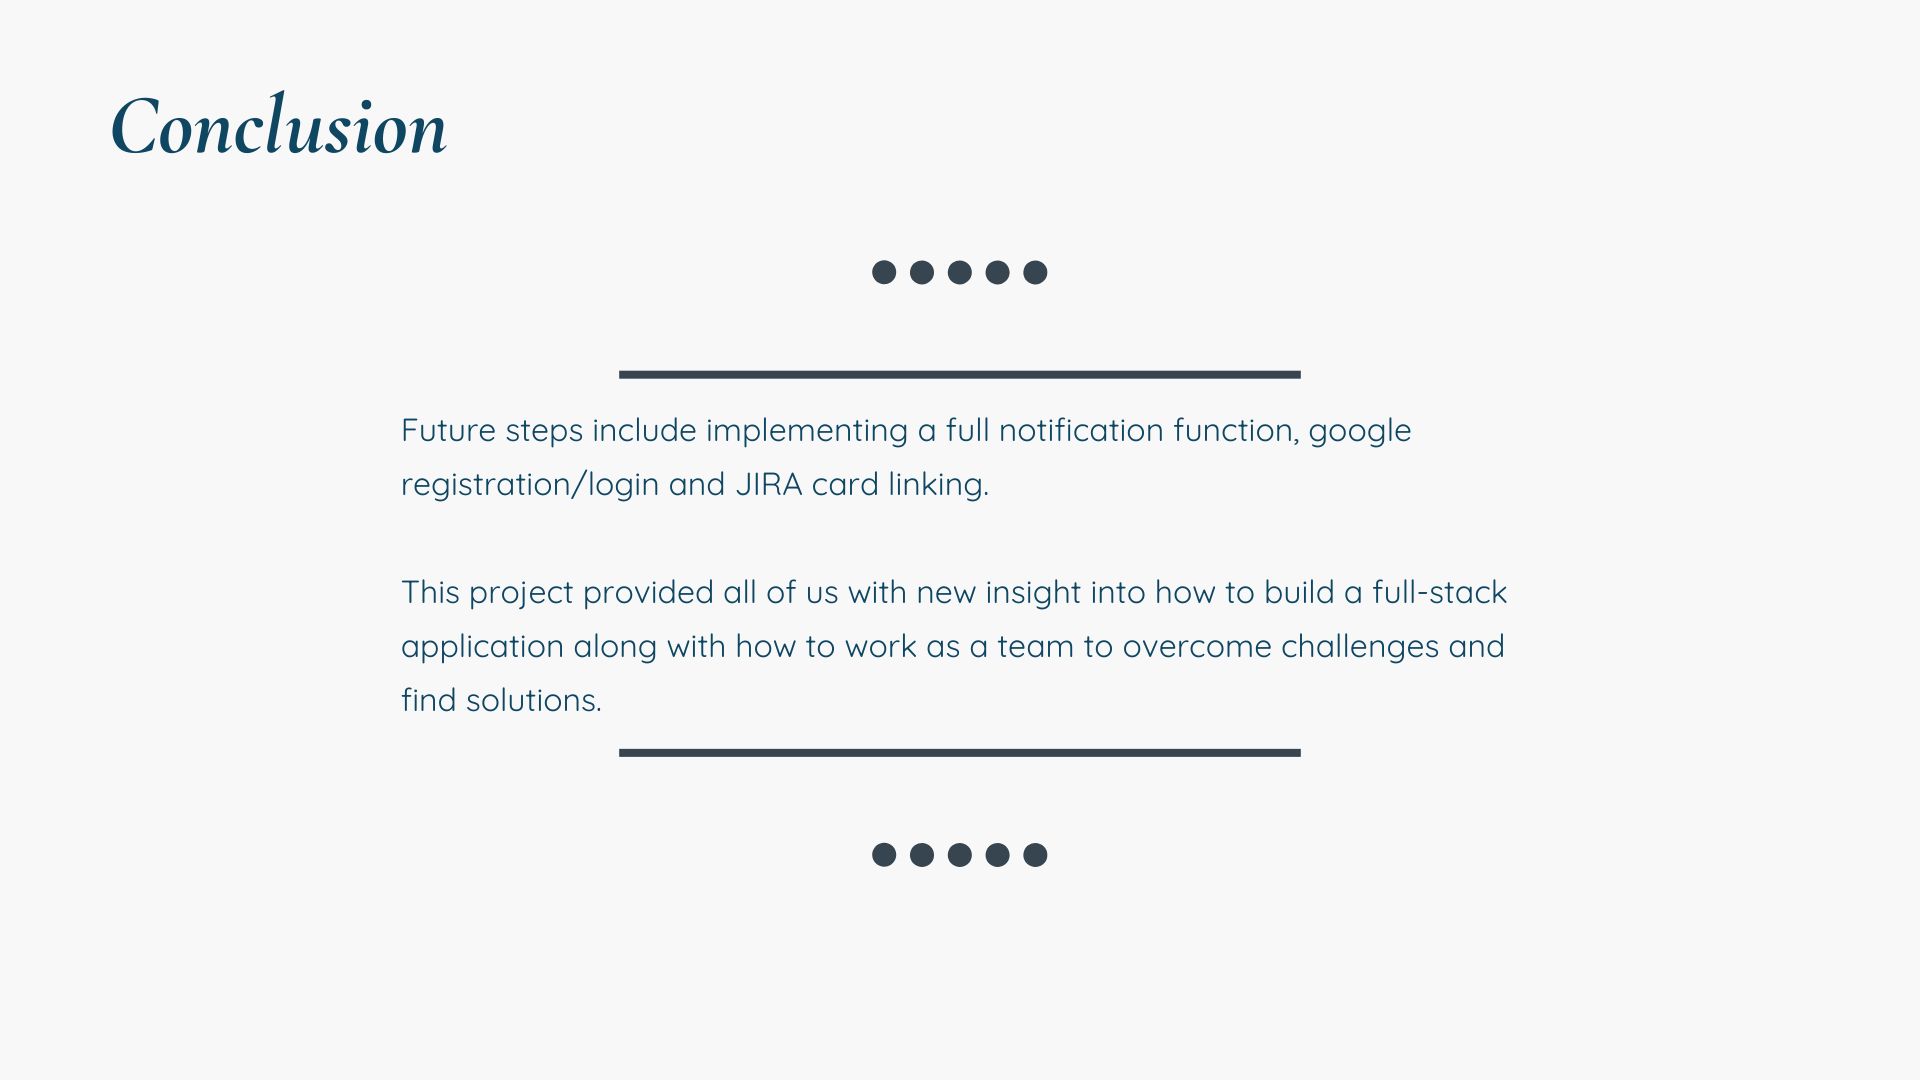 Conclusion
Future steps include implementing a full notification function, google
registration/login and JIRA card linking.
This project provided all of us with new insight into how to build a full-stack
application along with how to work as a team to overcome challenges and
find solutions.